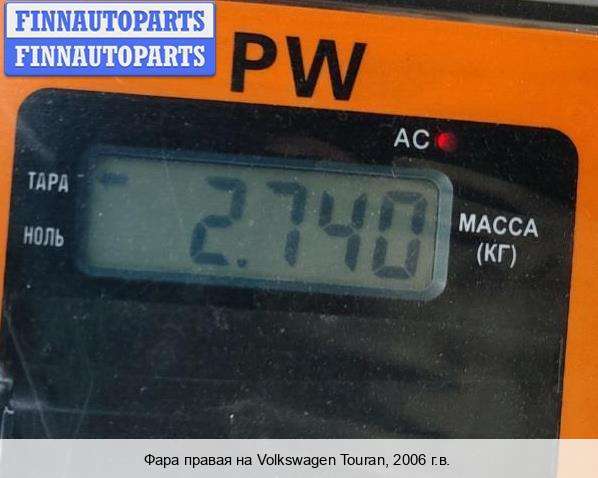 FINNAUTOPARTS
FINNAUTOPARTS
PW
AC
ТАРА
2.740
НОЛЬ
МАССА
(КГ)
Фара правая на Volkswagen Touran, 2006 г.в.